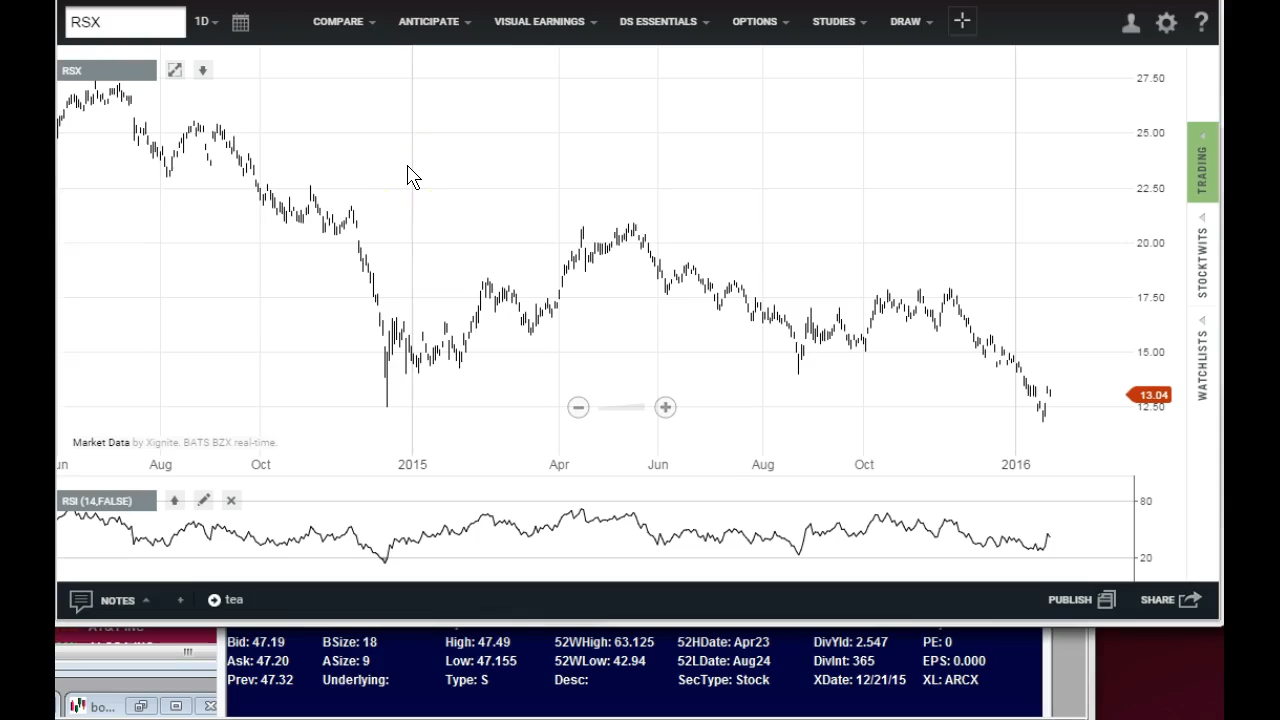 RSX 1D COMPARE ANTICIPATE VISUAL EARNINGS DS ESSENTIALS OPTIONS STUDIES DRAW ?
RSX
27.50
25.00
22.50
20.00
17.50
15.00
13.04
12.50
TRADING
STOCKTWITS
WATCHLISTS
Market Data by Xignite. BATS BZX real-time.
un Aug Oct 2015 Apr Jun Aug Oct 2016
RSI (14,FALSE)
80
20
NOTES + tea PUBLISH SHARE
Bid: 47.19 BSize: 18 High: 47.49 52WHigh: 63.125 52HDate: Apr23 DivYld: 2.547 PE: 0
Ask: 47.20 ASize: 9 Low: 47.155 52WLow: 42.94 52LDate: Aug24 DivInt: 365 EPS: 0.000
Prev: 47.32 Underlying: Type: S Desc: SecType: Stock XDate: 12/21/15 XL: ARCX
bo...